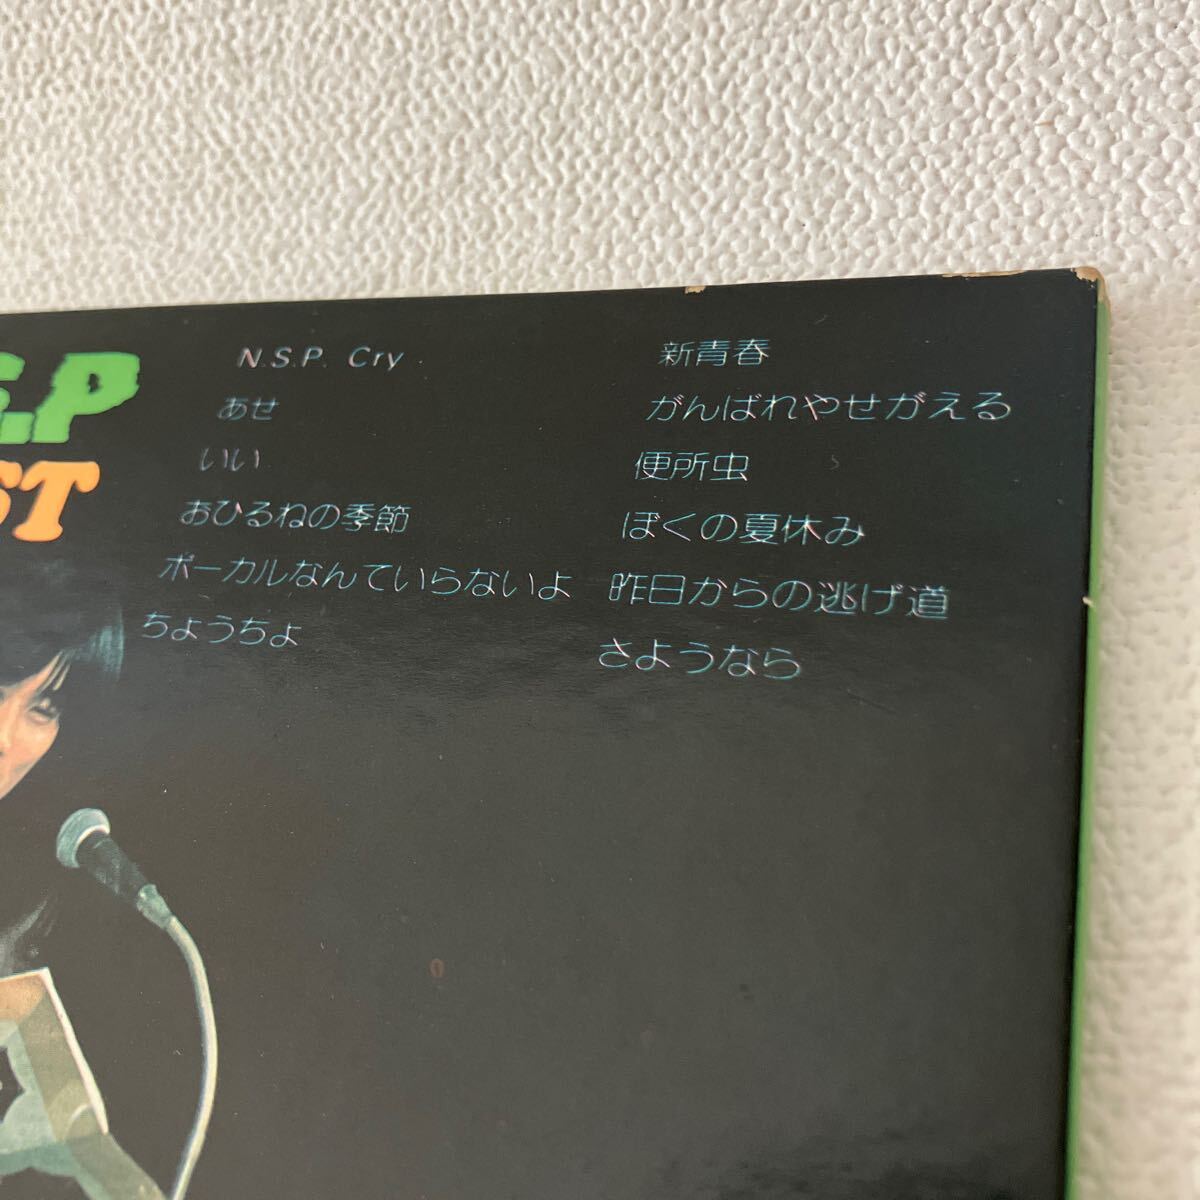 S.P
ST
N.S.P. Cry
あせ
いい
おひるねの季節
ボーカルなんていらないよ
ちょうちょ
新青春
がんばれやせがえる
便所虫
ぼくの夏休み
昨日からの逃げ道
さようなら